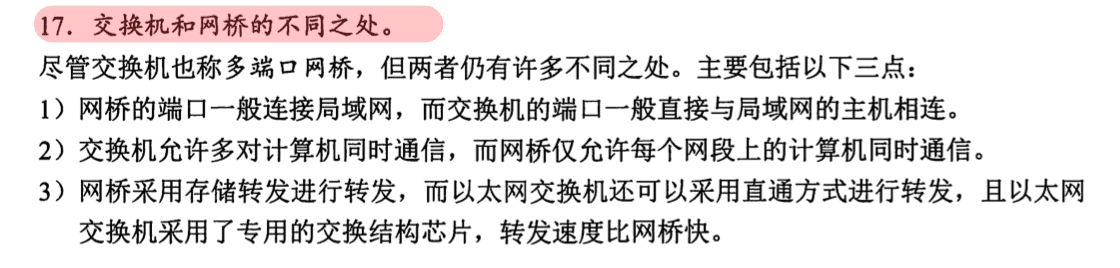 17．交换机和网桥的不同之处。
尽管交换机也称多端口网桥，但两者仍有许多不同之处。主要包括以下三点：
1）网桥的端口一般连接局域网，而交换机的端口一般直接与局域网的主机相连。
2）交换机允许多对计算机同时通信，而网桥仅允许每个网段上的计算机同时通信。
3）网桥采用存储转发进行转发，而以太网交换机还可以采用直通方式进行转发，且以太网
交换机采用了专用的交换结构芯片，转发速度比网桥快。